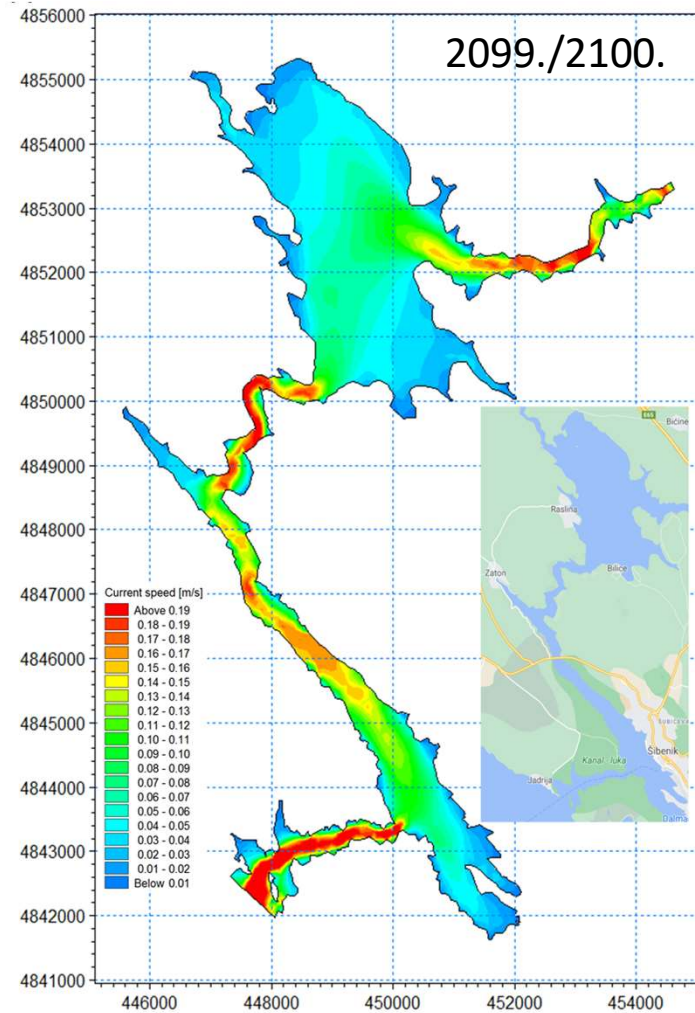 2099./2100.
4856000
4855000
4854000
4853000
4852000
4851000
4850000
4849000
4848000
4847000
4846000
4845000
4844000
4843000
4842000
4841000
446000
448000
450000
452000
454000
Current speed [m/s]
Above 0.19
0.18 - 0.19
0.17 - 0.18
0.16 - 0.17
0.15 - 0.16
0.14 - 0.15
0.13 - 0.14
0.12 - 0.13
0.11 - 0.12
0.10 - 0.11
0.09 - 0.10
0.08 - 0.09
0.07 - 0.08
0.06 - 0.07
0.05 - 0.06
0.04 - 0.05
0.03 - 0.04
0.02 - 0.03
0.01 - 0.02
Below 0.01
Bićine
Raslina
Zaton
Bilice
Šibenik
Kanal - luka
Jadrija
Dalma